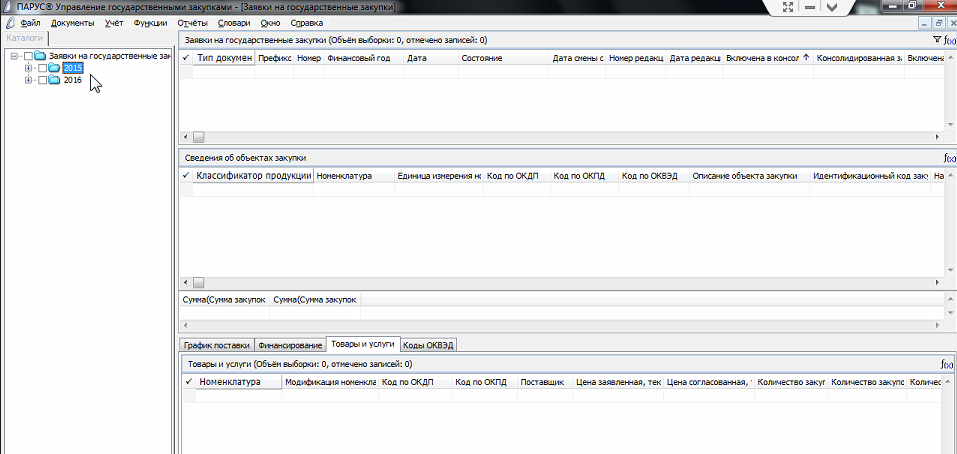 ПАРУС® Управление государственными закупками - [Заявки на государственные закупки]
Файл Документы Учёт Функции Отчёты Словари Окно Справка
Каталоги
Заявки на государственные зак
2015
2016
Заявки на государственные закупки (Объём выборки: 0, отмечено записей: 0)
Тип докумен Префикс Номер Финансовый год Дата Состояние Дата смены с Номер редакц Дата редакц Включена в консол Консолидированная за Включена
Сведения об объектах закупки
Классификатор продукции Номенклатура Единица измерения но Код по ОКДП Код по ОКПД Код по ОКВЭД Описание объекта закупки Идентификационный код заку На
Сумма(Сумма закупок Сумма(Сумма закупок
График поставки Финансирование Товары и услуги Коды ОКВЭД
Товары и услуги (Объём выборки: 0, отмечено записей: 0)
Номенклатура Модификация номенкла Код по ОКДП Код по ОКПД Поставщик Цена заявленная, тек Цена согласованная, Количество закуп Количество закупо Количес